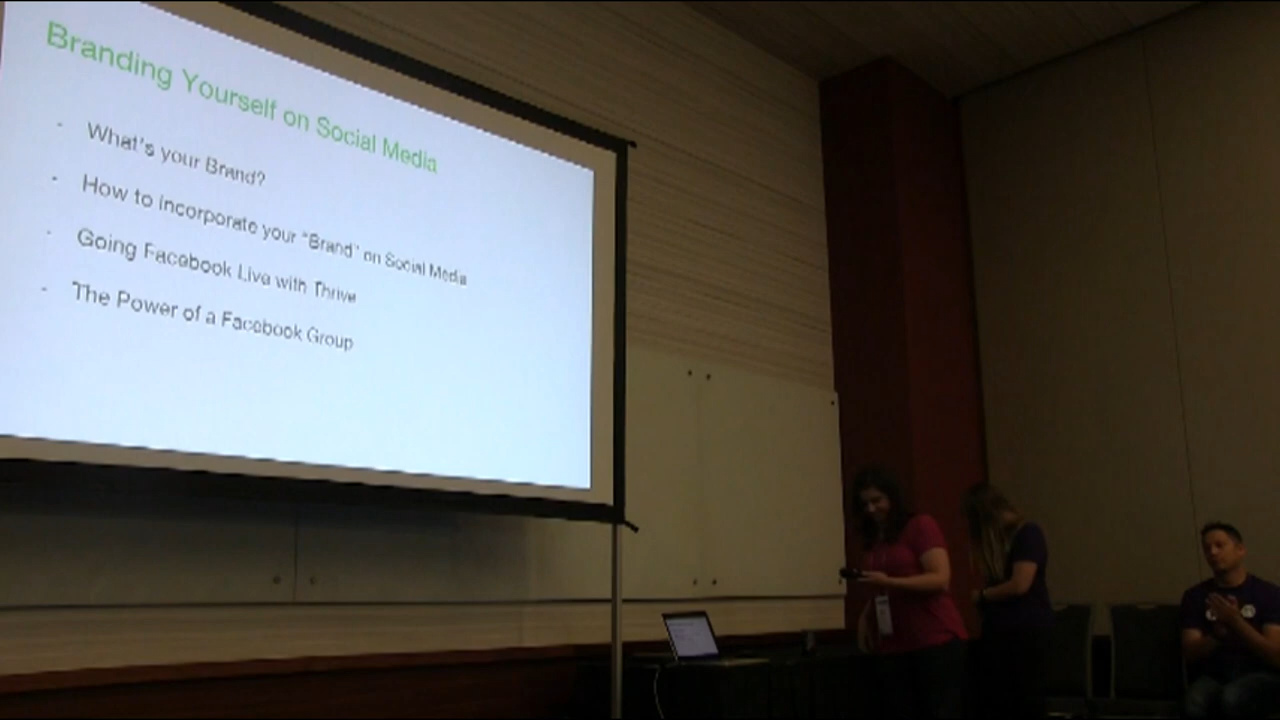 Branding Yourself on Social Media
- What's your Brand?
- How to incorporate your "Brand" on Social Media
- Going Facebook Live with Thrive
- The Power of a Facebook Group